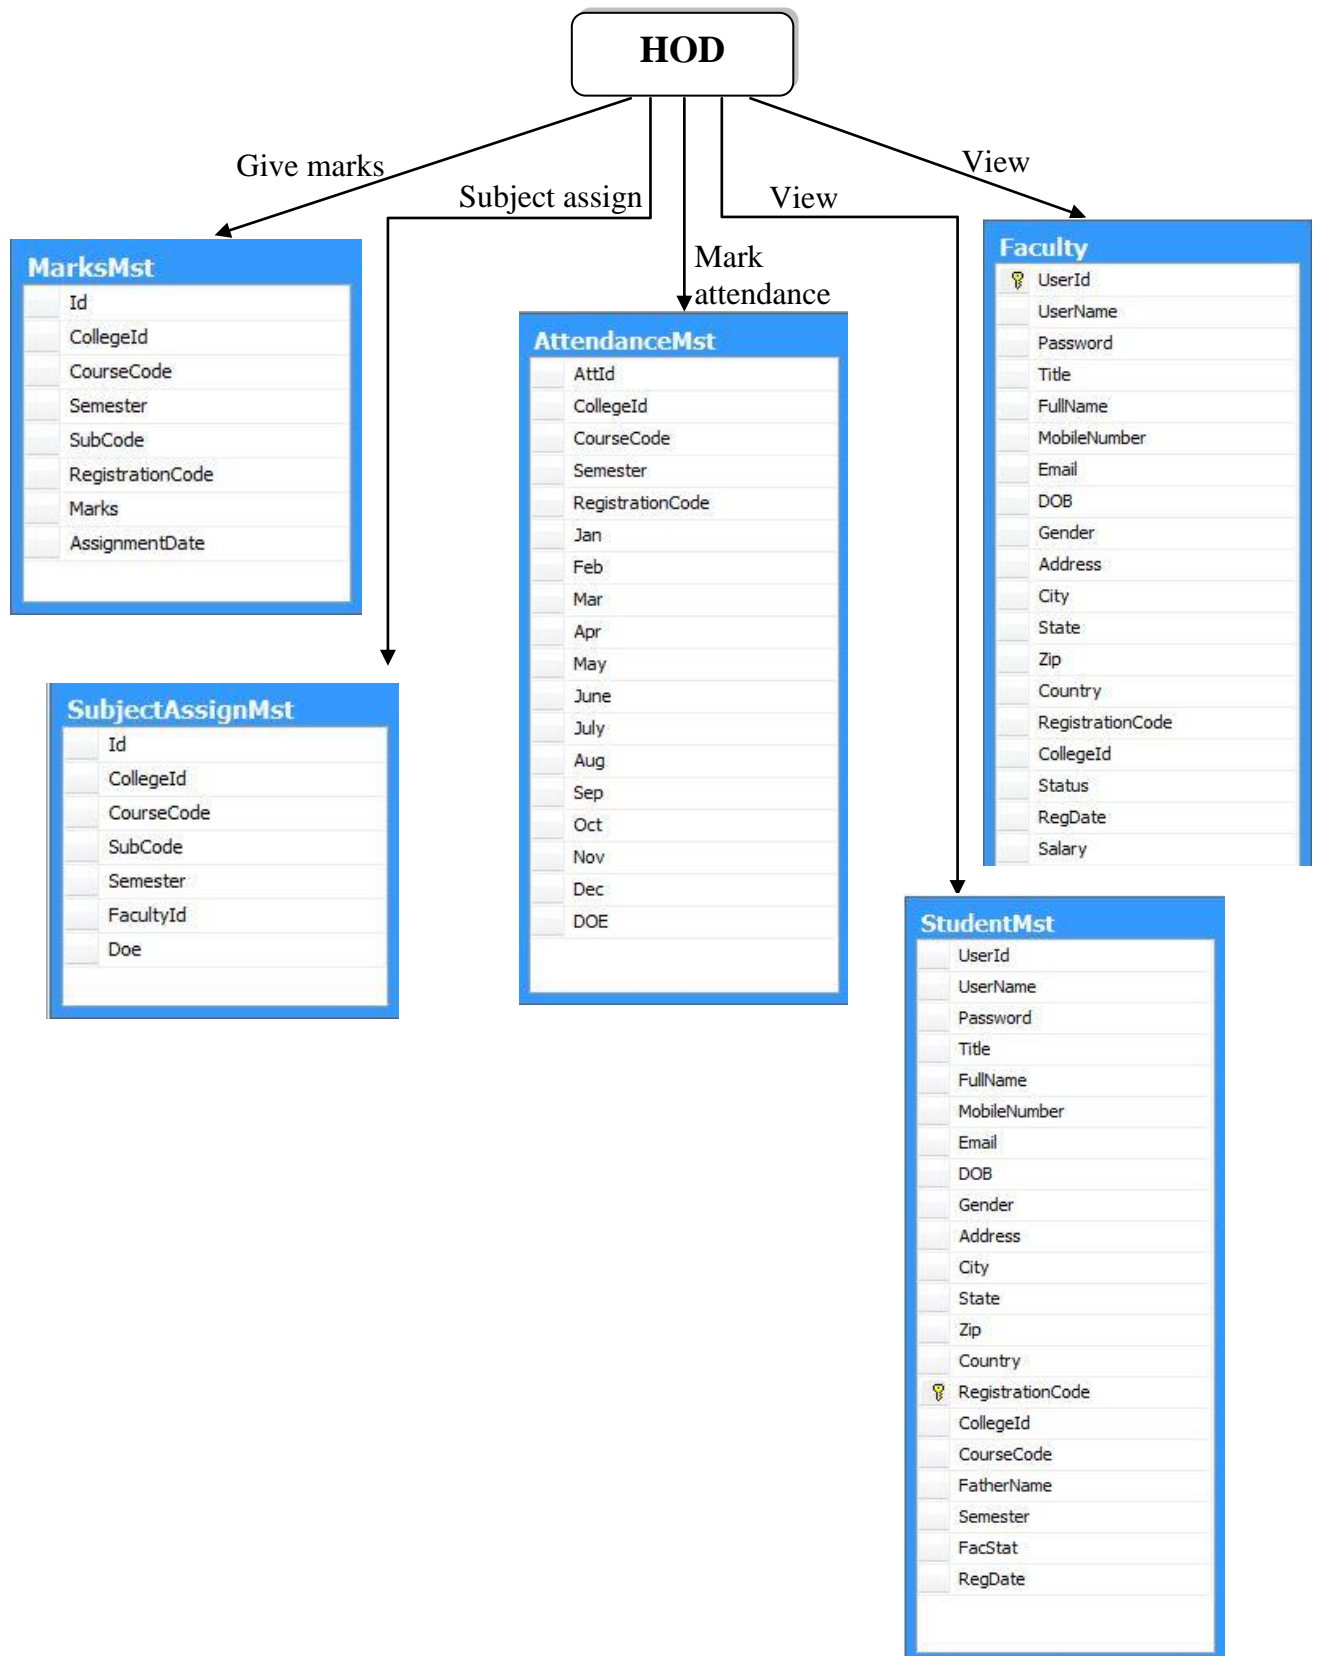 HOD
Give marks
Subject assign
Mark
attendance
View
View
MarksMst
Id
CollegeId
CourseCode
Semester
SubCode
RegistrationCode
Marks
AssignmentDate
SubjectAssignMst
Id
CollegeId
CourseCode
SubCode
Semester
FacultyId
Doe
AttendanceMst
AttId
CollegeId
CourseCode
Semester
RegistrationCode
Jan
Feb
Mar
Apr
May
June
July
Aug
Sep
Oct
Nov
Dec
DOE
Faculty
UserId
UserName
Password
Title
FullName
MobileNumber
Email
DOB
Gender
Address
City
State
Zip
Country
RegistrationCode
CollegeId
Status
RegDate
Salary
StudentMst
UserId
UserName
Password
Title
FullName
MobileNumber
Email
DOB
Gender
Address
City
State
Zip
Country
RegistrationCode
CollegeId
CourseCode
FatherName
Semester
FacStat
RegDate